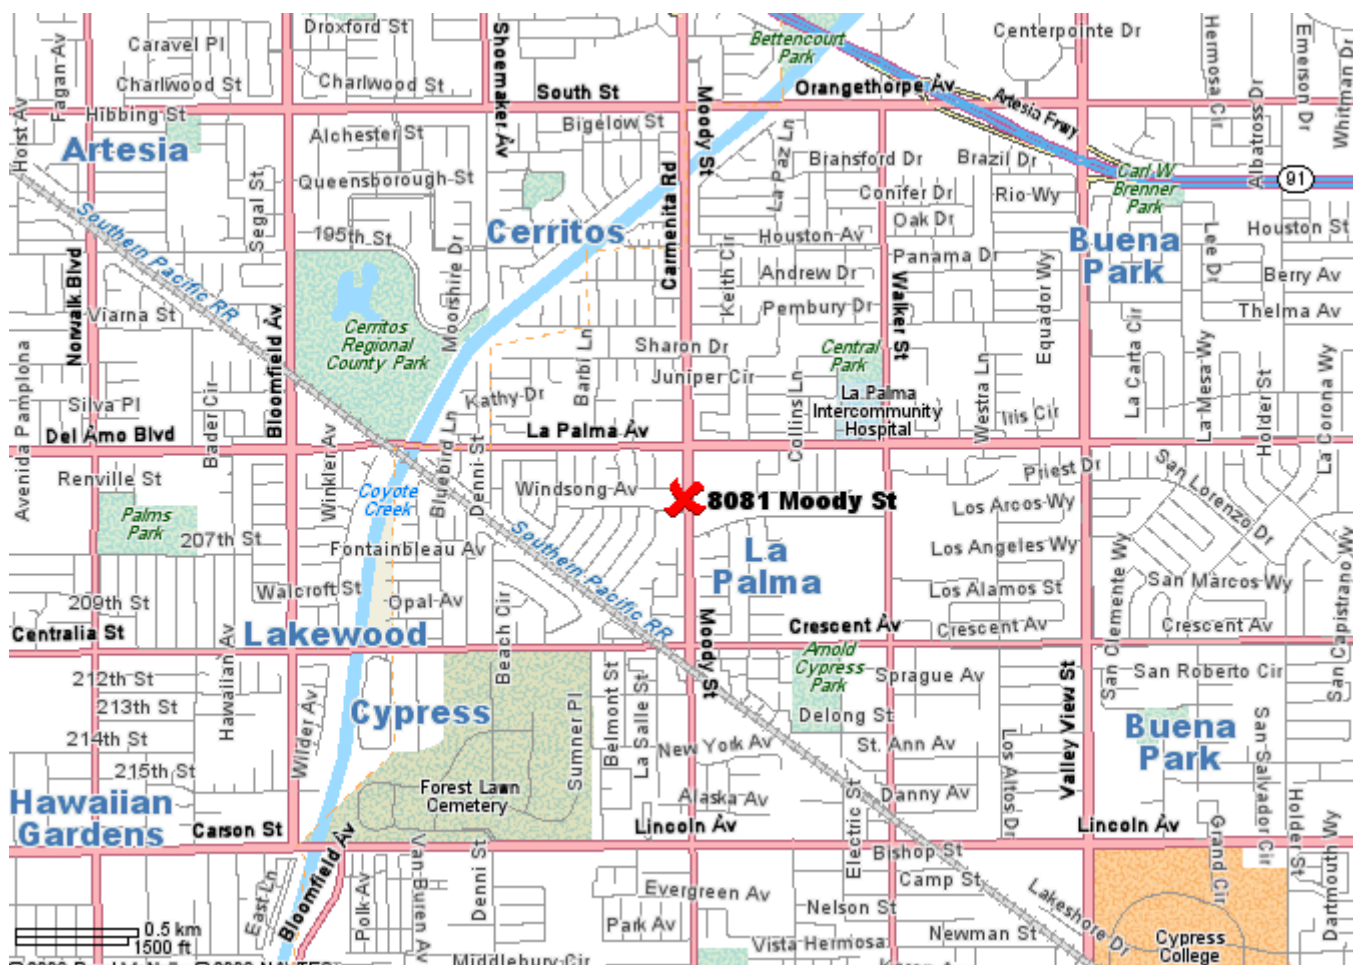 Droxford St
Caravel Pl
Charlwood St
Charlwood St
Fagan Av
Horst Av
Hibbing St
Artesia
Shoemaker Av
South St
Bigelow St
Alchester St
Queensborough St
Segal St
195th St
Moorshire Dr
Cerritos
Carmenita Rd
Moody St
Bettencourt
Park
Orangethorpe Av
Artesia Frwy
Centerpointe Dr
Hermosa Cir
Emerson Dr
Whitman Dr
Albatross Dr
91
Carl W
Brenner
Park
La Paz Ln
Bransford Dr
Brazil Dr
Conifer Dr
Rio Wy
Oak Dr
Houston Av
Panama Dr
Keith Cir
Andrew Dr
Pembury Dr
Walker St
Equador Wy
Buena
Park
Lee Dr
Houston St
Berry Av
Thelma Av
Southern Pacific RR
Norwalk Blvd
Viarna St
Bloomfield Av
Cerritos
Regional
County Park
Avenida Pamplona
Silva Pl
Bader Cir
Del Amo Blvd
Kathy Dr
Barbi Ln
Sharon Dr
Juniper Cir
Central
Park
La Palma
Intercommunity
Hospital
Collins Ln
Westra Ln
Iris Cir
La Carta Cir
La Mesa Wy
Holder St
La Corona Wy
La Palma Av
Winkler Av
Bluebird Ln
Denni St
Renville St
Palms
Park
207th St
Coyote
Creek
Windsong Av
8081 Moody St
Priest Dr
San Lorenzo Dr
Los Arcos Wy
Fontainbleau Av
Southern Pacific RR
La
Palma
Los Angeles Wy
Los Alamos St
San Clemente Wy
San Marcos Wy
San Capistrano Wy
Walcroft St
209th St
Opal Av
Beach Cir
Centralia St
Lakewood
Hawaiian Av
Moody St
Crescent Av
Crescent Av
Crescent Av
Arnold
Cypress
Park
212th St
213th St
214th St
215th St
Cypress
Wilder Av
Sumner Pl
Belmont St
La Salle St
Sprague Av
Delong St
New York Av
St. Ann Av
Valley View St
San Roberto Cir
Buena
Park
San Salvador Cir
Los Altos Dr
Hawaiian
Gardens
Carson St
Forest Lawn
Cemetery
Alaska Av
Lincoln Av
Electric St
Danny Av
Lincoln Av
Bishop St
Grand Cir
Holder St
Dartmouth Wy
East Ln
Bloomfield Av
Polk Av
Van Buren Av
Denni St
Evergreen Av
Camp St
Lakeshore Dr
Nelson St
Park Av
Newman St
Vista Hermosa
Cypress
College
Middlebury Cir
0.5 km
1500 ft